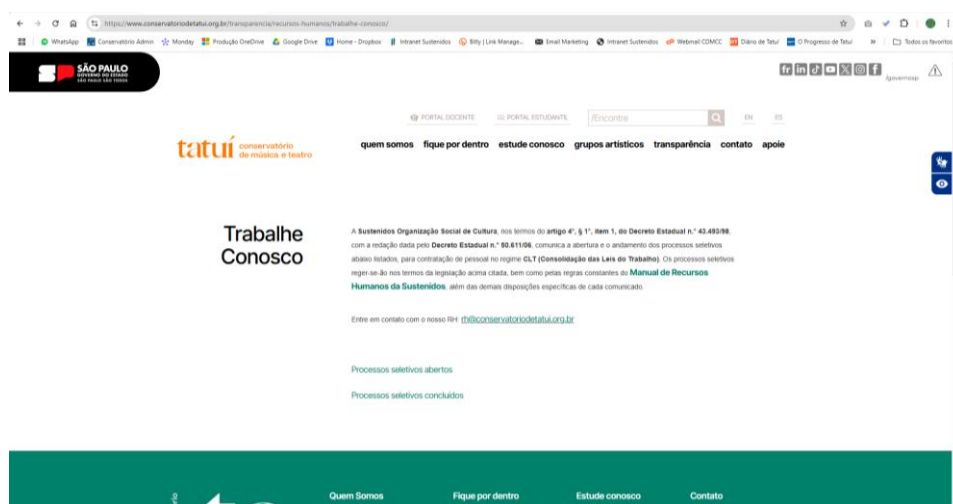 https://www.conservatoriodetatui.org.br/transparencia/recursos-humanos/trabalhe-conosco/
WhatsApp Conservatório Admin Monday Produção OneDrive Google Drive Home - Dropbox Intranet Sustenidos Bitly | Link Manage... Email Marketing Intranet Sustenidos Webmail CDMCC Diário de Tatuí O Progresso de Tatuí Todos os favoritos
SÃO PAULO
GOVERNO DO ESTADO
SÃO PAULO SÃO TODOS
/governosp
PORTAL DOCENTE PORTAL ESTUDANTIL /Encontre EN ES
tatuí conservatório
de música e teatro
quem somos fique por dentro estude conosco grupos artísticos transparência contato apoie
Trabalhe
Conosco
A Sustenidos Organização Social de Cultura, nos termos do artigo 4º, § 1º, item 1, do Decreto Estadual n.º 43.493/98,
com a redação dada pelo Decreto Estadual n.º 50.611/06, comunica a abertura e o andamento dos processos seletivos
abaixo listados, para contratação de pessoal no regime CLT (Consolidação das Leis do Trabalho). Os processos seletivos
reger-se-ão nos termos da legislação acima citada, bem como pelas regras constantes do Manual de Recursos
Humanos da Sustenidos, além das demais disposições específicas de cada comunicado.
Entre em contato com o nosso RH: rh@conservatoriodetatui.org.br
Processos seletivos abertos
Processos seletivos concluídos
Quem Somos Fique por dentro Estude conosco Contato